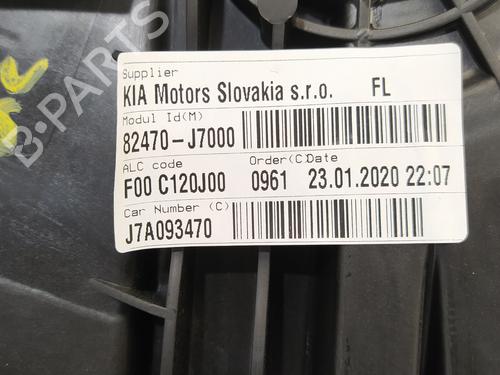 Supplier
KIA Motors Slovakia s.r.o. FL
Modul Id(M)
82470-J7000
ALC code Order(C) Date
F00 C120J00 0961 23.01.2020 22:07
Car Number (C)
J7A093470
B-PARTS